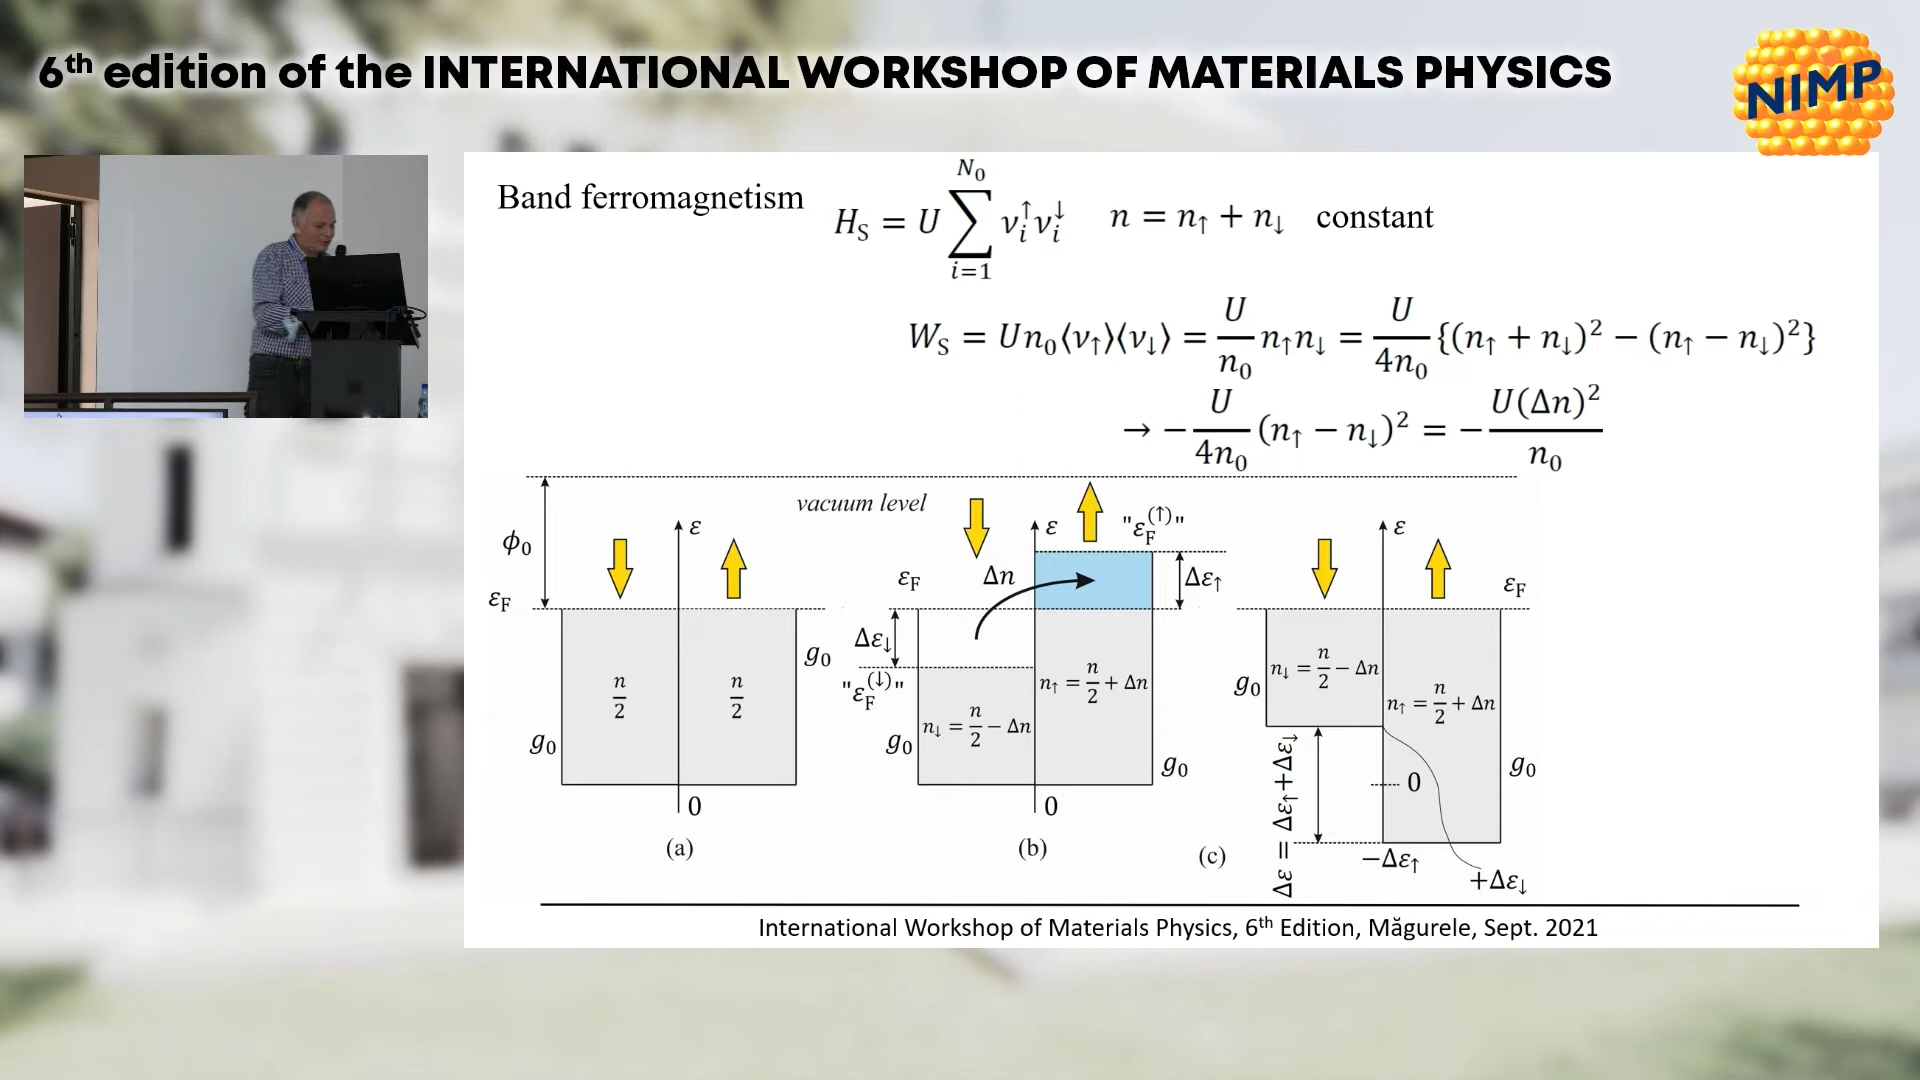 6th edition of the INTERNATIONAL WORKSHOP OF MATERIALS PHYSICS
NIMP
Band ferromagnetism
H_S = U ∑_{i=1}^{N_0} ν_i^↑ ν_i^↓ n = n_↑ + n_↓ constant
W_S = Un_0⟨ν_↑⟩⟨ν_↓⟩ = U/n_0 n_↑n_↓ = U/4n_0 {(n_↑ + n_↓)² − (n_↑ − n_↓)²}
→ − U/4n_0 (n_↑ − n_↓)² = − U(Δn)²/n_0
vacuum level
ϕ_0
ε_F
ε
n/2
n/2
g_0
g_0
0
(a)
ε
"ε_F^(↑)"
ε_F
Δn
Δε_↑
Δε_↓
"ε_F^(↓)"
n_↑ = n/2 + Δn
n_↓ = n/2 − Δn
g_0
g_0
0
(b)
ε
ε_F
n_↓ = n/2 − Δn
g_0
n_↑ = n/2 + Δn
g_0
0
Δε = Δε_↑+Δε_↓
−Δε_↑
+Δε_↓
(c)
International Workshop of Materials Physics, 6th Edition, Măgurele, Sept. 2021